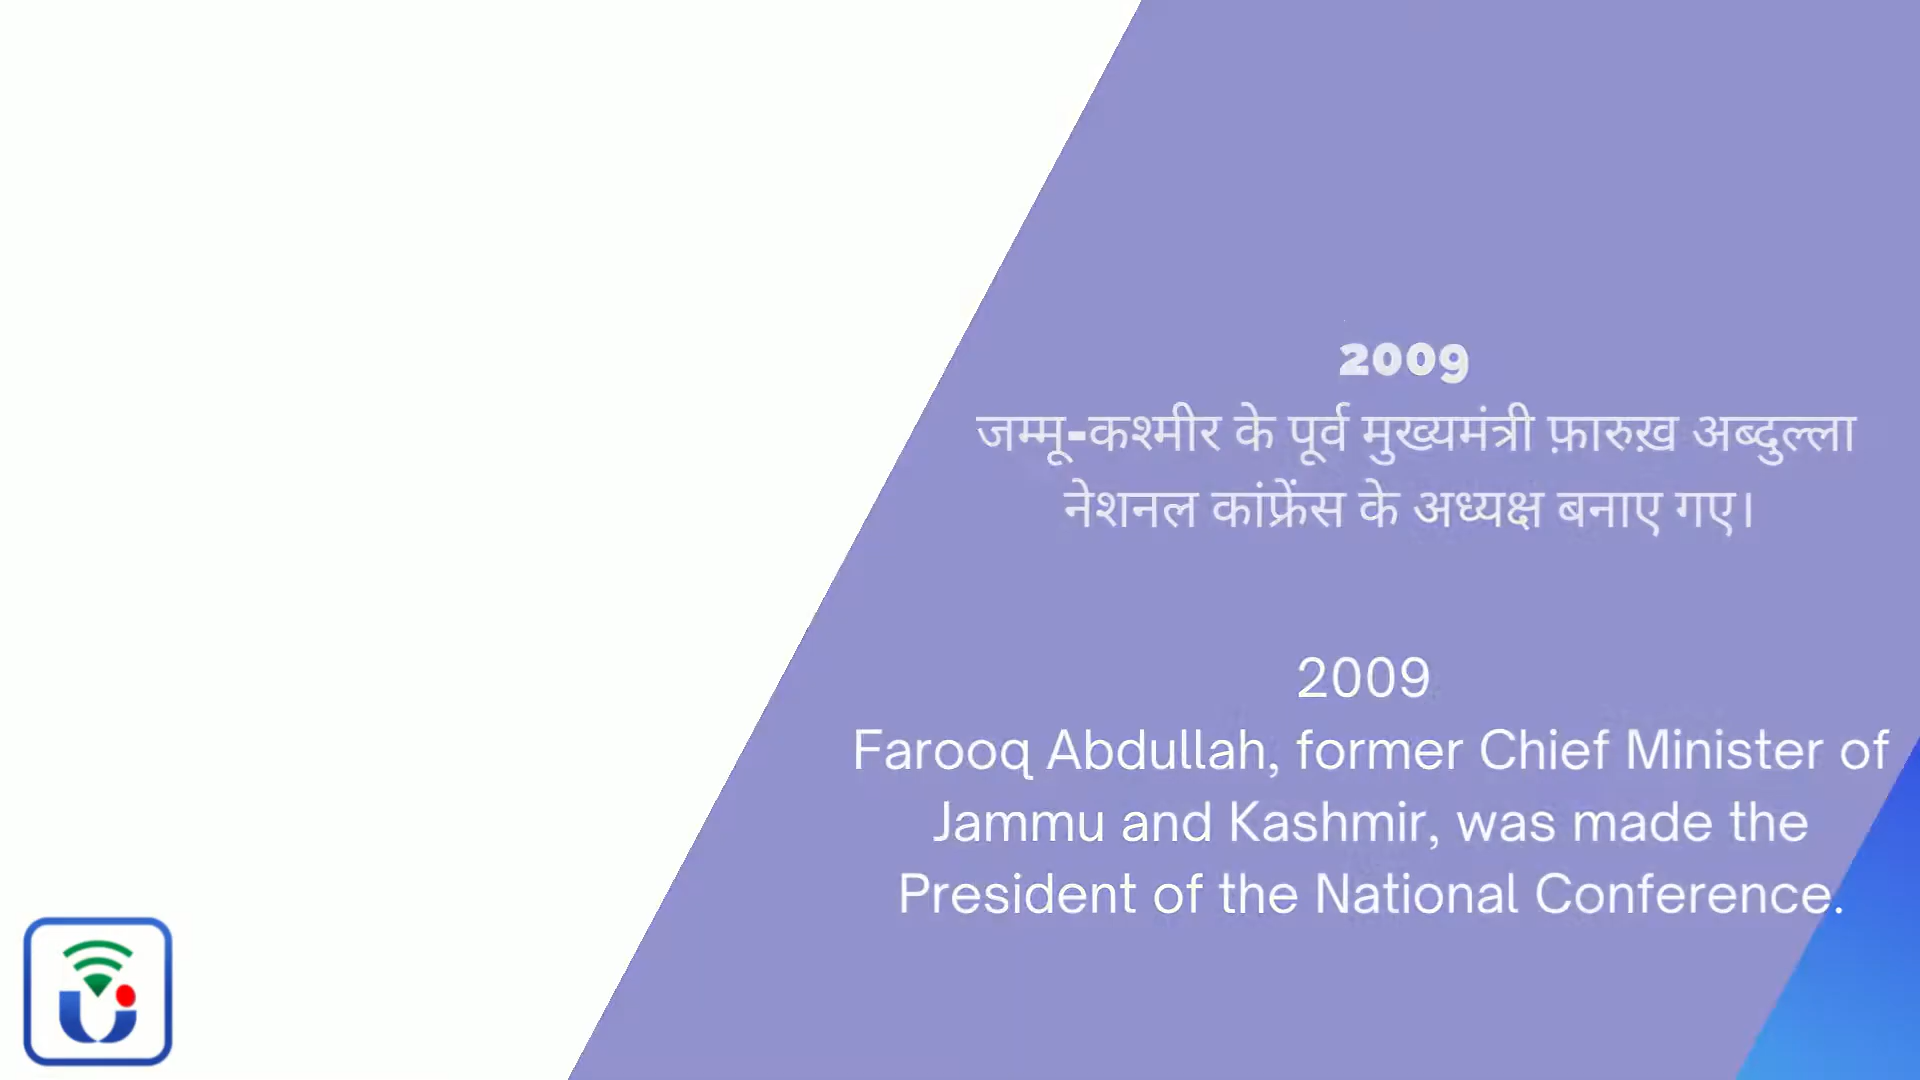 2009
जम्मू-कश्मीर के पूर्व मुख्यमंत्री फ़ारुख़ अब्दुल्ला
नेशनल कांफ्रेंस के अध्यक्ष बनाए गए।
2009
Farooq Abdullah, former Chief Minister of
Jammu and Kashmir, was made the
President of the National Conference.